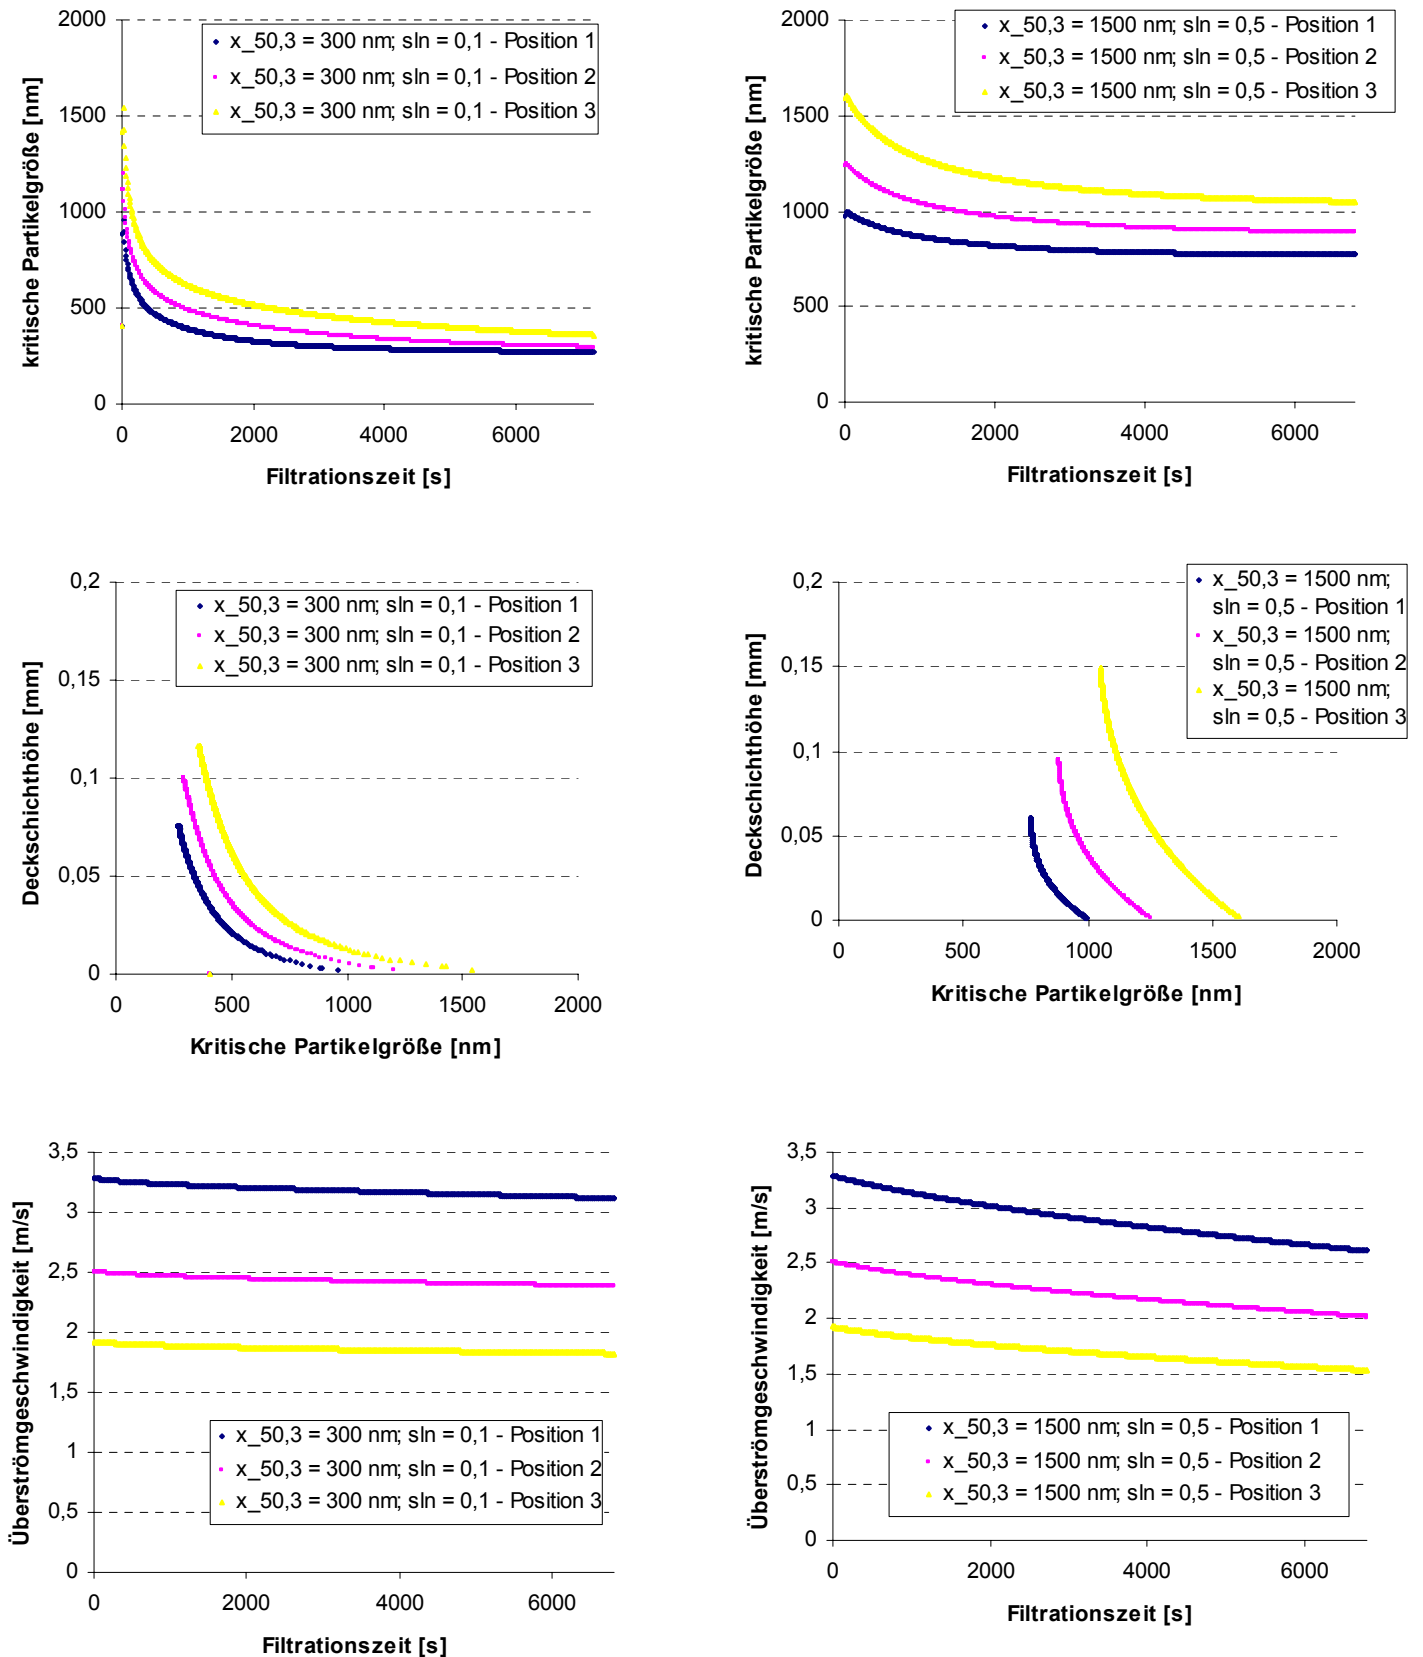 kritische Partikelgröße [nm]
2000
1500
1000
500
0
x_50,3 = 300 nm; sln = 0,1 - Position 1
x_50,3 = 300 nm; sln = 0,1 - Position 2
x_50,3 = 300 nm; sln = 0,1 - Position 3
0 2000 4000 6000
Filtrationszeit [s]
kritische Partikelgröße [nm]
2000
1500
1000
500
0
x_50,3 = 1500 nm; sln = 0,5 - Position 1
x_50,3 = 1500 nm; sln = 0,5 - Position 2
x_50,3 = 1500 nm; sln = 0,5 - Position 3
0 2000 4000 6000
Filtrationszeit [s]
Deckschichthöhe [mm]
0,2
0,15
0,1
0,05
0
x_50,3 = 300 nm; sln = 0,1 - Position 1
x_50,3 = 300 nm; sln = 0,1 - Position 2
x_50,3 = 300 nm; sln = 0,1 - Position 3
0 500 1000 1500 2000
Kritische Partikelgröße [nm]
Deckschichthöhe [mm]
0,2
0,15
0,1
0,05
0
x_50,3 = 1500 nm;
sln = 0,5 - Position 1
x_50,3 = 1500 nm;
sln = 0,5 - Position 2
x_50,3 = 1500 nm;
sln = 0,5 - Position 3
0 500 1000 1500 2000
Kritische Partikelgröße [nm]
Überströmgeschwindigkeit [m/s]
3,5
3
2,5
2
1,5
1
0,5
0
x_50,3 = 300 nm; sln = 0,1 - Position 1
x_50,3 = 300 nm; sln = 0,1 - Position 2
x_50,3 = 300 nm; sln = 0,1 - Position 3
0 2000 4000 6000
Filtrationszeit [s]
Überströmgeschwindigkeit [m/s]
3,5
3
2,5
2
1,5
1
0,5
0
x_50,3 = 1500 nm; sln = 0,5 - Position 1
x_50,3 = 1500 nm; sln = 0,5 - Position 2
x_50,3 = 1500 nm; sln = 0,5 - Position 3
0 2000 4000 6000
Filtrationszeit [s]